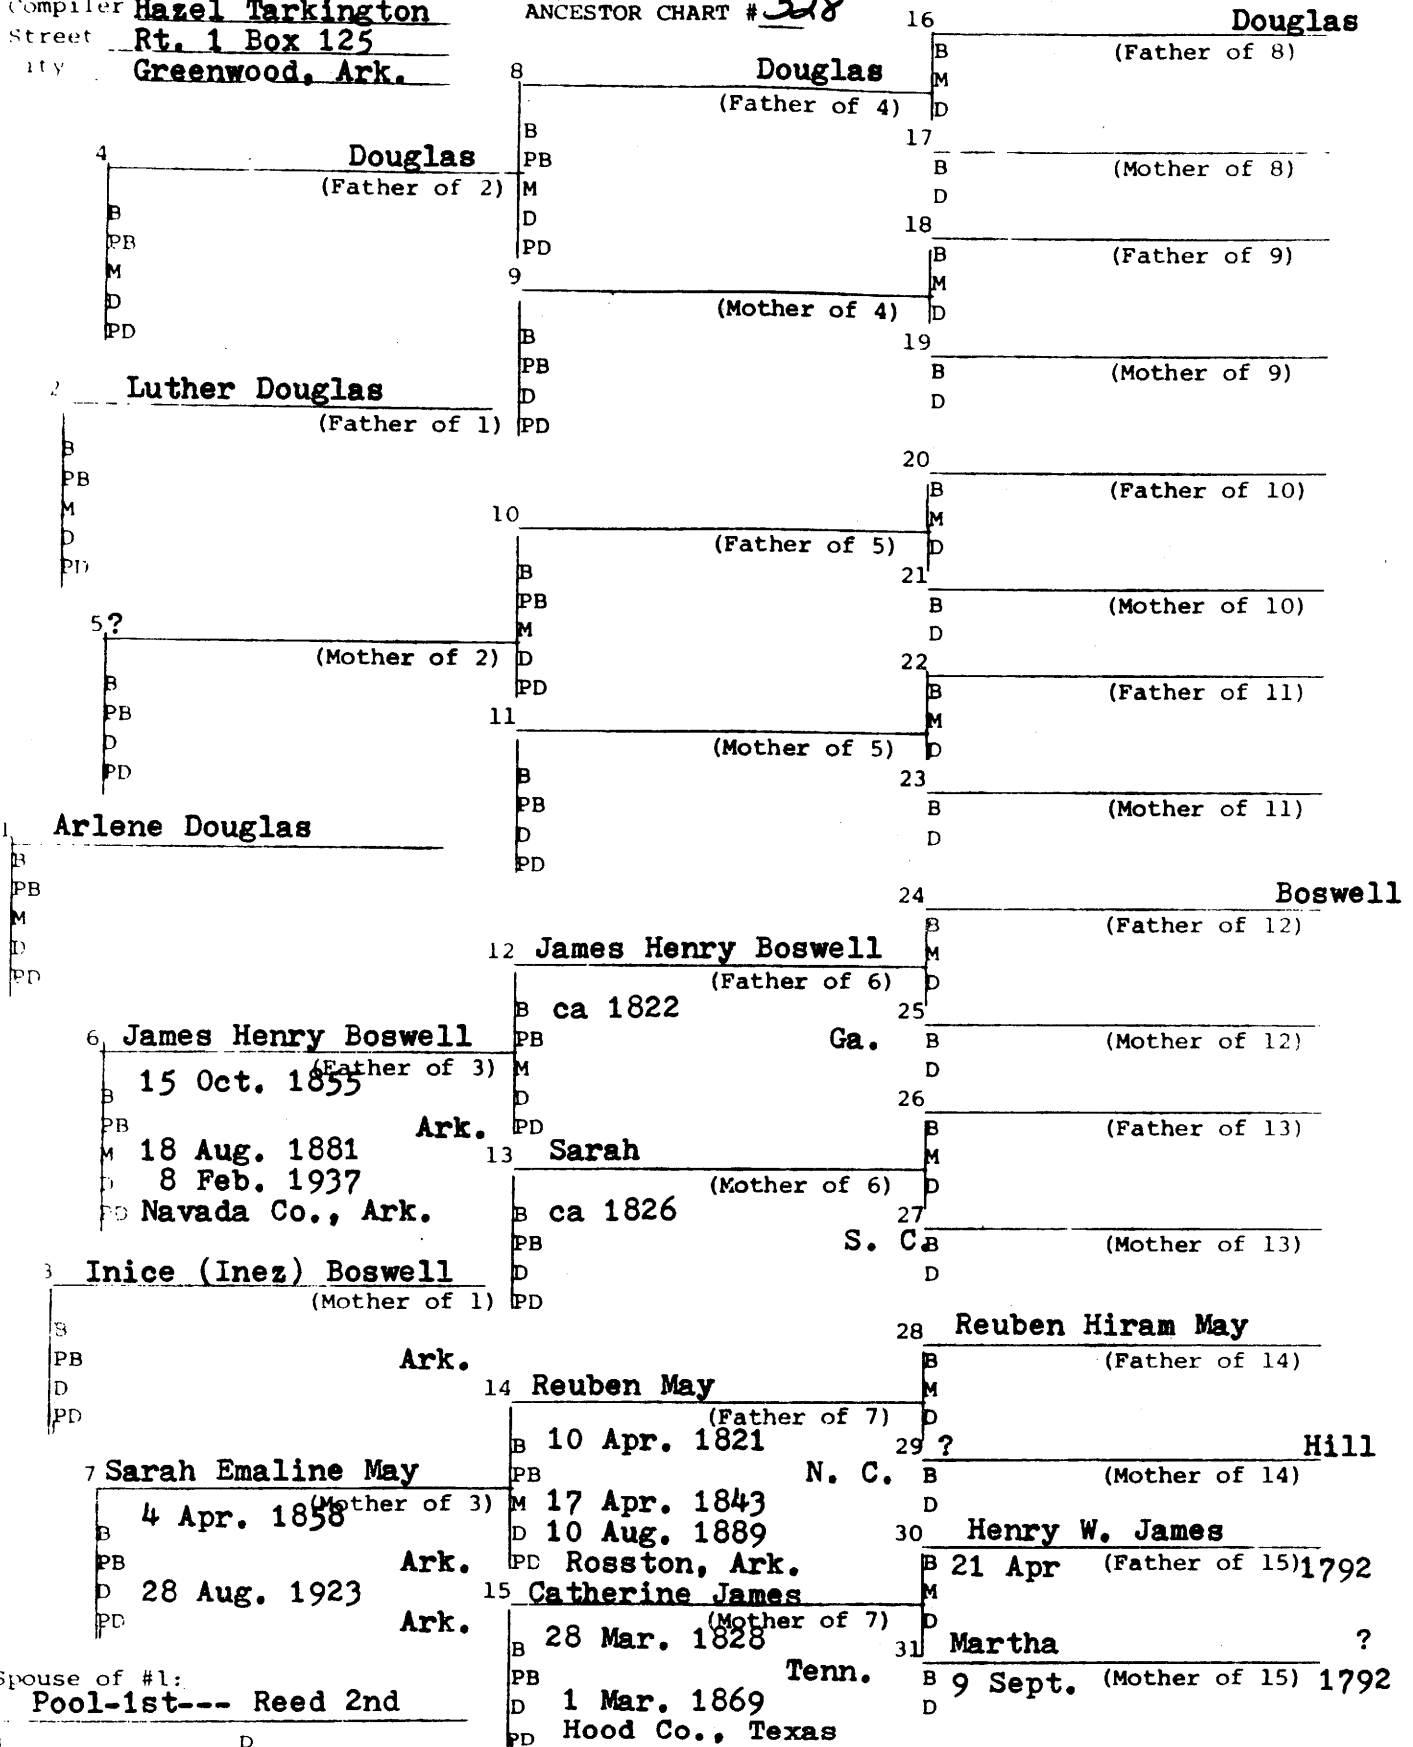 Compiler Hazel Tarkington
Street Rt. 1 Box 125
ity Greenwood, Ark.
ANCESTOR CHART # 328
16 Douglas
B (Father of 8)
M
D
8 Douglas
(Father of 4)
B
PB
M
D
PD
17
B (Mother of 8)
D
4 Douglas
(Father of 2)
B
PB
M
D
PD
18
B (Father of 9)
M
D
9
(Mother of 4)
B
PB
D
PD
19
B (Mother of 9)
D
2 Luther Douglas
(Father of 1)
B
PB
M
D
PD
20
B (Father of 10)
M
D
10
(Father of 5)
B
PB
M
D
PD
21
B (Mother of 10)
D
5 ?
(Mother of 2)
B
PB
D
PD
22
B (Father of 11)
M
D
11
(Mother of 5)
B
PB
D
PD
23
B (Mother of 11)
D
1 Arlene Douglas
B
PB
M
D
PD
24 Boswell
B (Father of 12)
M
D
12 James Henry Boswell
(Father of 6)
B ca 1822
PB Ga.
M
D
PD
25
B (Mother of 12)
D
6 James Henry Boswell
(Father of 3)
B 15 Oct. 1855
PB Ark.
M 18 Aug. 1881
D 8 Feb. 1937
PD Navada Co., Ark.
26
B (Father of 13)
M
D
13 Sarah
(Mother of 6)
B ca 1826
PB S. C.
D
PD
27
B (Mother of 13)
D
3 Inice (Inez) Boswell
(Mother of 1)
B
PB Ark.
D
PD
28 Reuben Hiram May
B (Father of 14)
M
D
14 Reuben May
(Father of 7)
B 10 Apr. 1821
PB N. C.
M 17 Apr. 1843
D 10 Aug. 1889
PD Rosston, Ark.
29 ? Hill
B (Mother of 14)
D
7 Sarah Emaline May
(Mother of 3)
B 4 Apr. 1858
PB Ark.
D 28 Aug. 1923
PD Ark.
30 Henry W. James
B 21 Apr (Father of 15) 1792
M
D
15 Catherine James
(Mother of 7)
B 28 Mar. 1828
PB Tenn.
D 1 Mar. 1869
PD Hood Co., Texas
31 Martha ?
B 9 Sept. (Mother of 15) 1792
D
Spouse of #1:
Pool-1st--- Reed 2nd
D